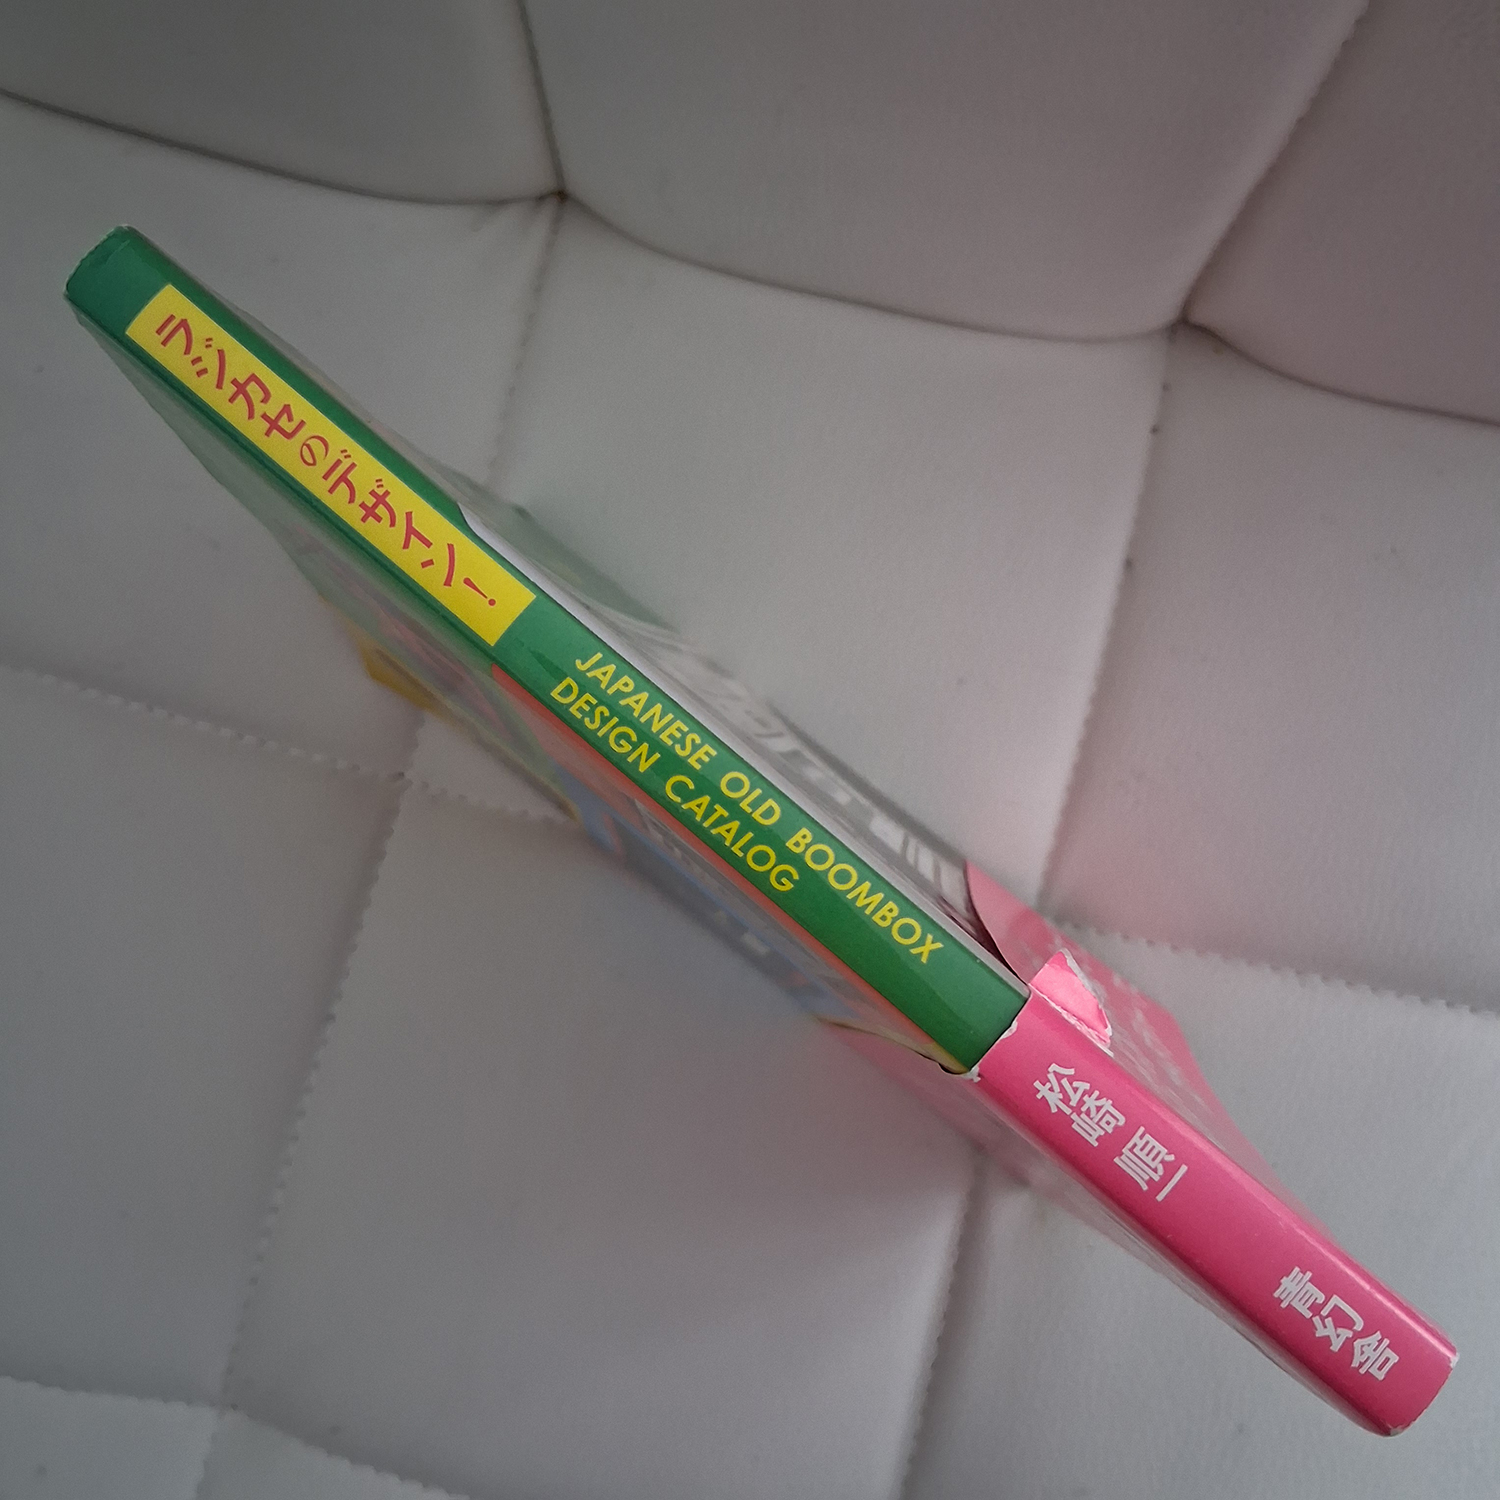 ラジカセのデザイン!
JAPANESE OLD BOOMBOX
DESIGN CATALOG
松崎 順一
青幻舎